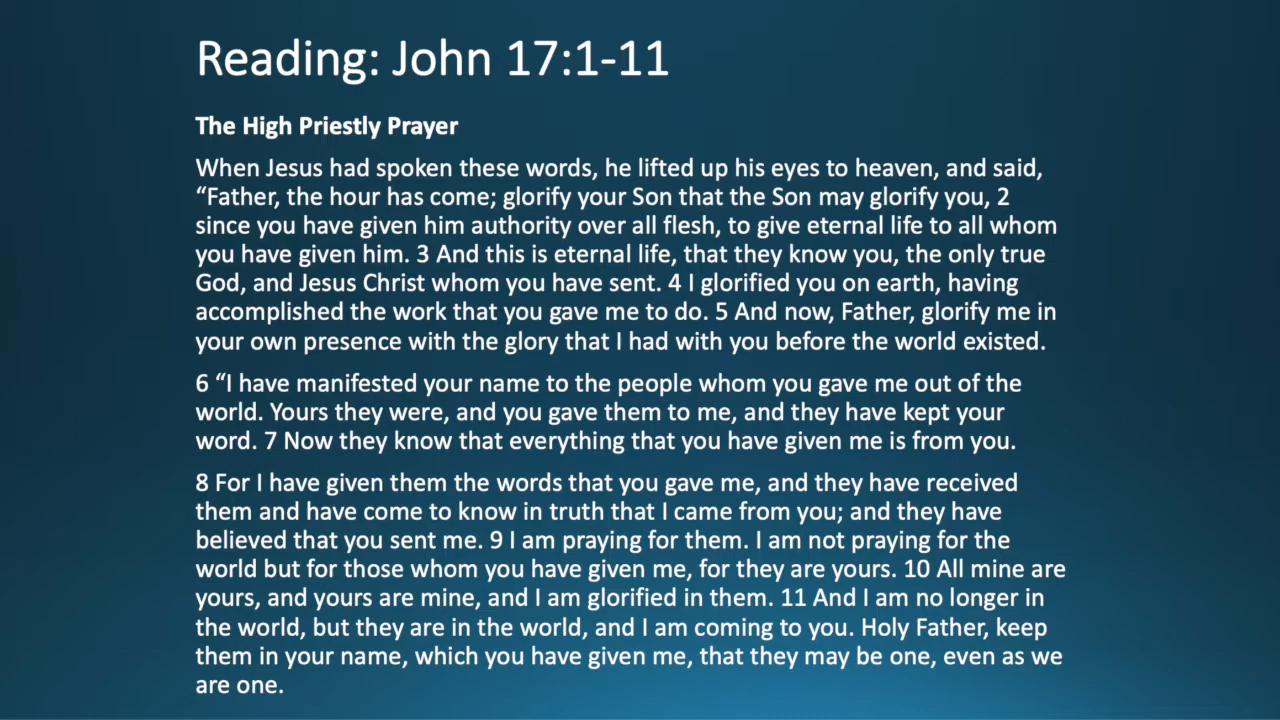 Reading: John 17:1-11
The High Priestly Prayer
When Jesus had spoken these words, he lifted up his eyes to heaven, and said,
“Father, the hour has come; glorify your Son that the Son may glorify you, 2
since you have given him authority over all flesh, to give eternal life to all whom
you have given him. 3 And this is eternal life, that they know you, the only true
God, and Jesus Christ whom you have sent. 4 I glorified you on earth, having
accomplished the work that you gave me to do. 5 And now, Father, glorify me in
your own presence with the glory that I had with you before the world existed.
6 “I have manifested your name to the people whom you gave me out of the
world. Yours they were, and you gave them to me, and they have kept your
word. 7 Now they know that everything that you have given me is from you.
8 For I have given them the words that you gave me, and they have received
them and have come to know in truth that I came from you; and they have
believed that you sent me. 9 I am praying for them. I am not praying for the
world but for those whom you have given me, for they are yours. 10 All mine are
yours, and yours are mine, and I am glorified in them. 11 And I am no longer in
the world, but they are in the world, and I am coming to you. Holy Father, keep
them in your name, which you have given me, that they may be one, even as we
are one.